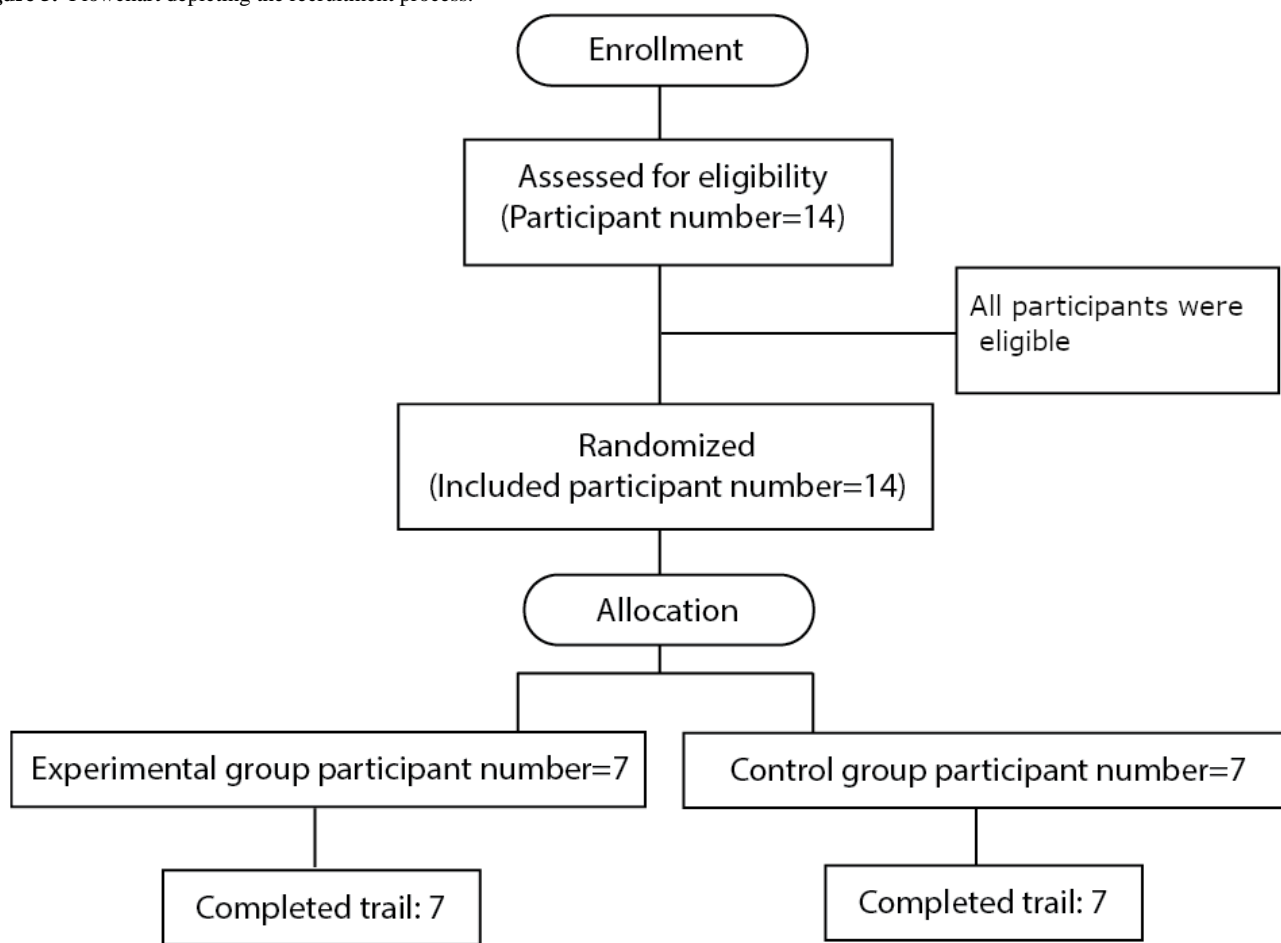 Enrollment
Assessed for eligibility
(Participant number=14)
All participants were
eligible
Randomized
(Included participant number=14)
Allocation
Experimental group participant number=7
Control group participant number=7
Completed trail: 7
Completed trail: 7